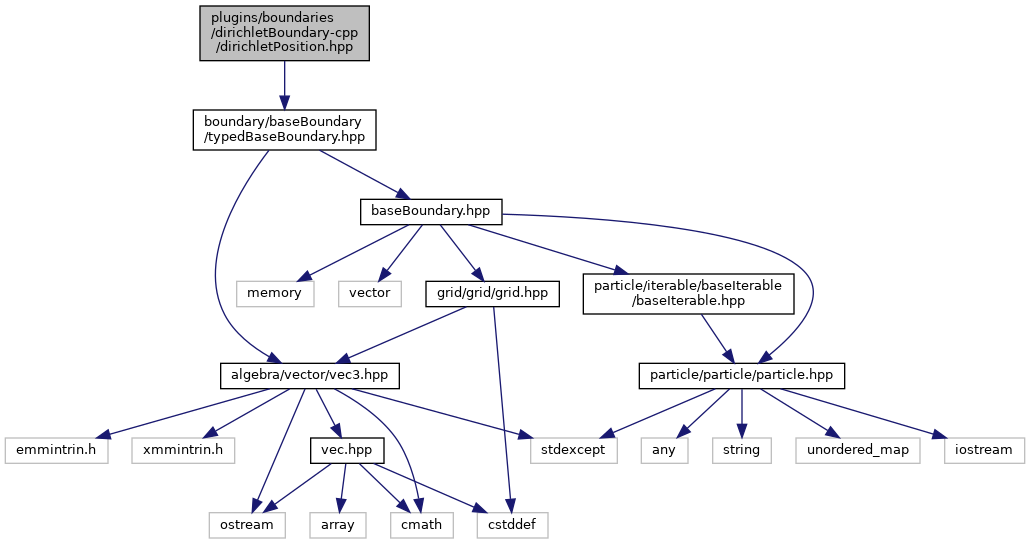 plugins/boundaries
/dirichletBoundary-cpp
/dirichletPosition.hpp
boundary/baseBoundary
/typedBaseBoundary.hpp
baseBoundary.hpp
memory
vector
grid/grid/grid.hpp
particle/iterable/baseIterable
/baseIterable.hpp
algebra/vector/vec3.hpp
particle/particle/particle.hpp
emmintrin.h
xmmintrin.h
vec.hpp
stdexcept
any
string
unordered_map
iostream
ostream
array
cmath
cstddef